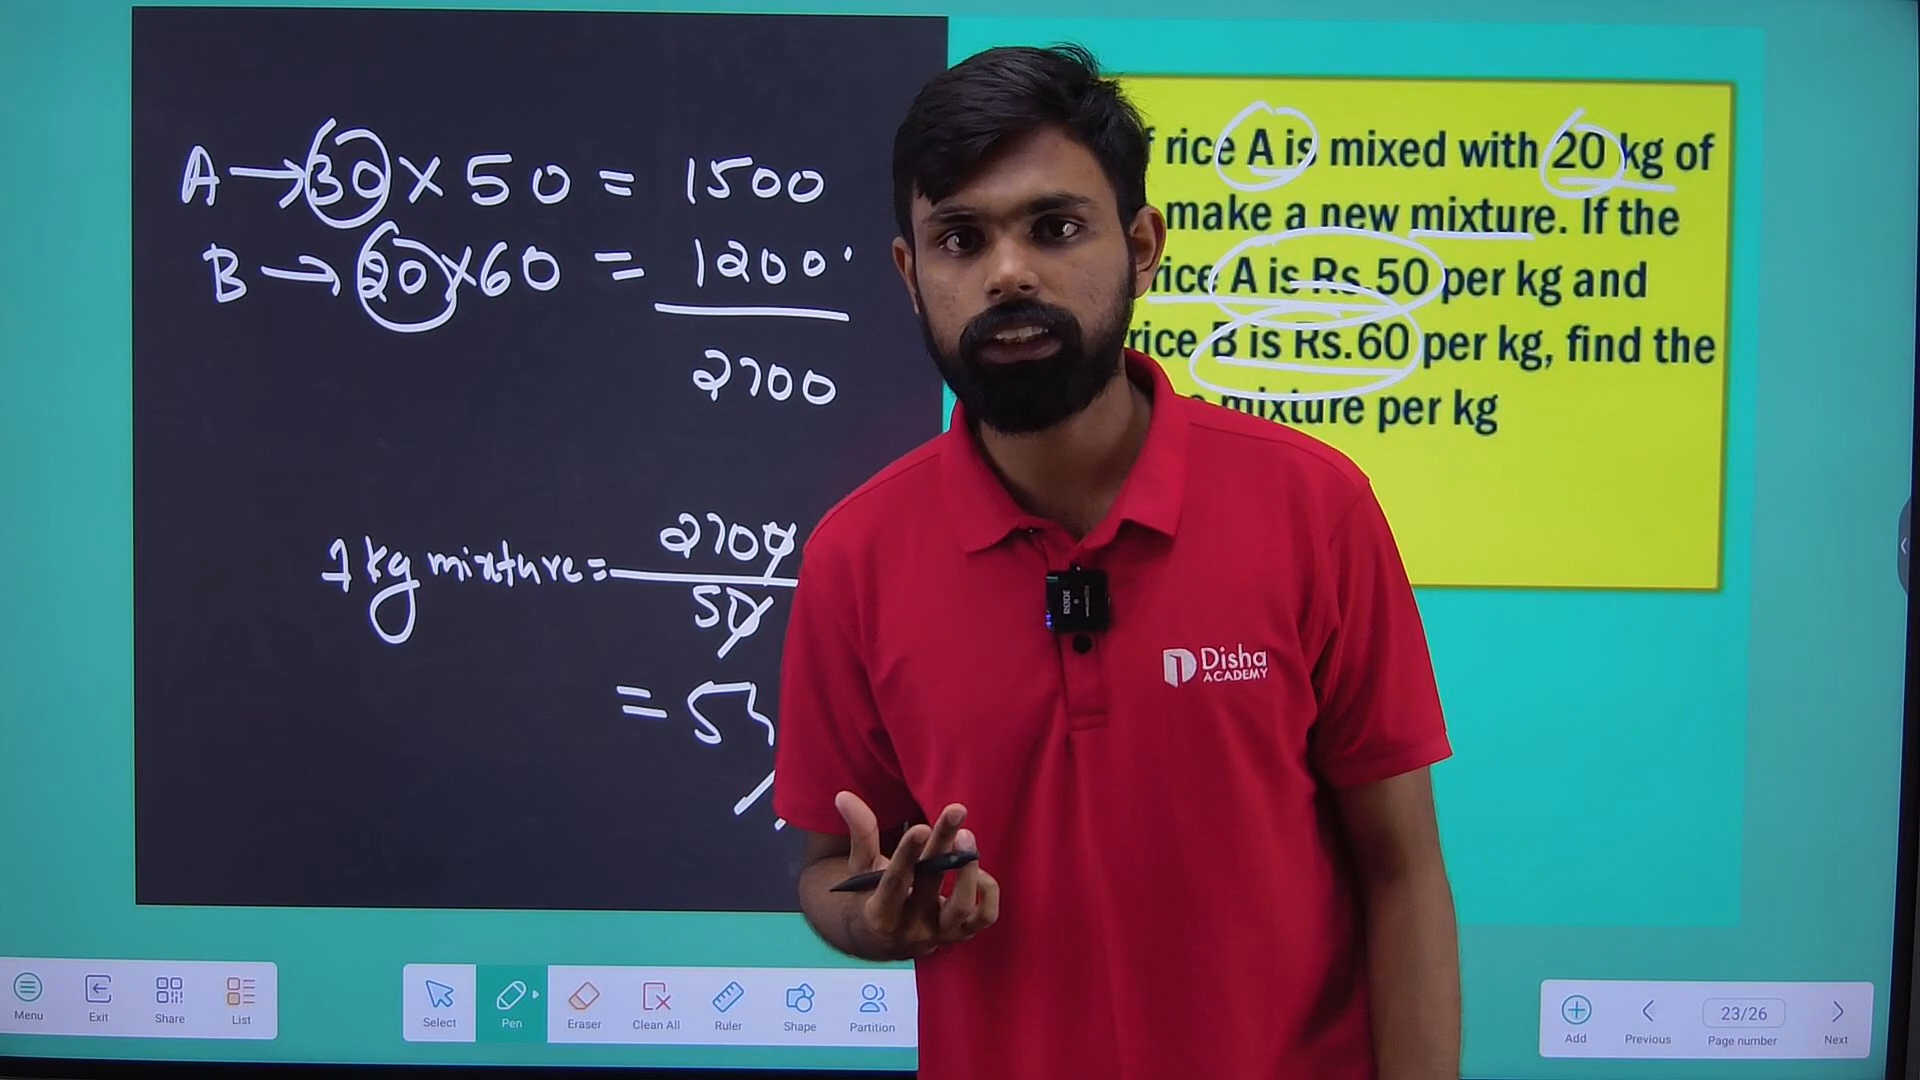 A → 30 × 50 = 1500
B → 20 × 60 = 1200
2700
1 kg mixture = 2700
50
= 54
rice A is mixed with 20 kg of
make a new mixture. If the
rice A is Rs.50 per kg and
rice B is Rs.60 per kg, find the
mixture per kg
RODE
Disha
ACADEMY
Menu Exit Share List
Select Pen Eraser Clean All Ruler Shape Partition
Add Previous 23/26 Page number Next